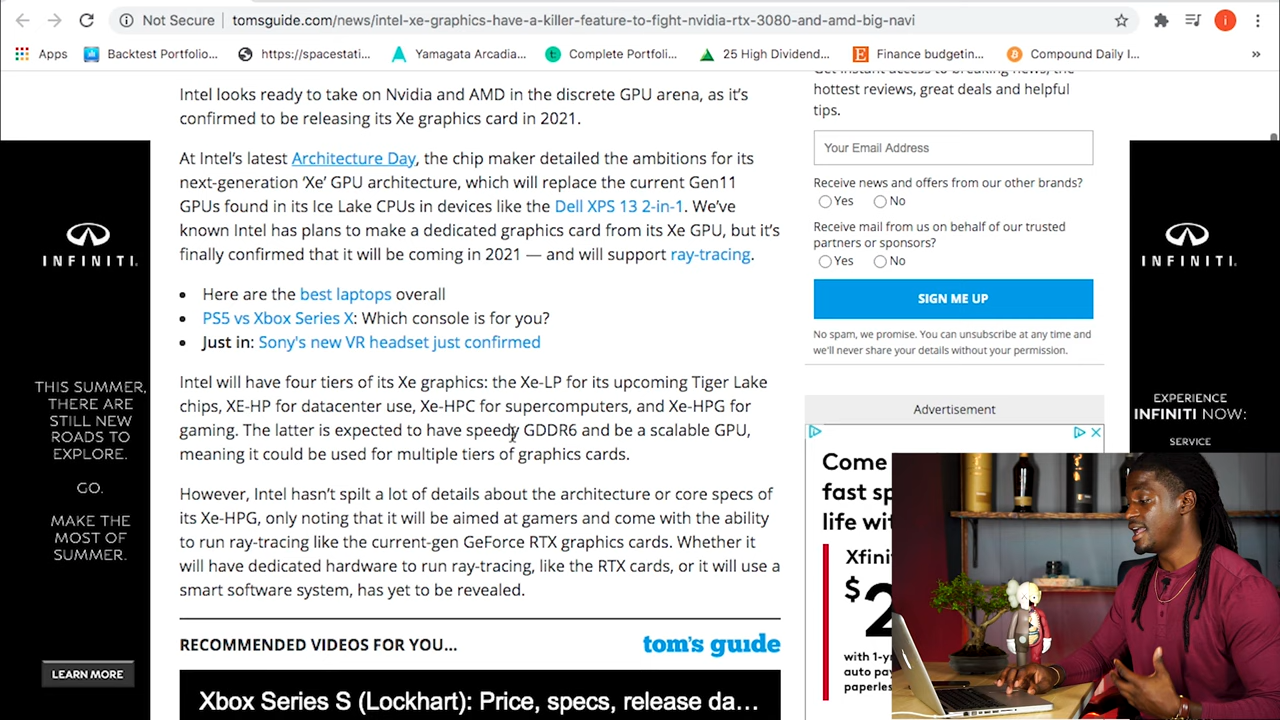 Not Secure
tomsguide.com/news/intel-xe-graphics-have-a-killer-feature-to-fight-nvidia-rtx-3080-and-amd-big-navi
i
Apps
Backtest Portfolio...
https://spacestati...
Yamagata Arcadia...
Complete Portfoli...
25 High Dividend...
Finance budgetin...
Compound Daily I...
»
Intel looks ready to take on Nvidia and AMD in the discrete GPU arena, as it's
confirmed to be releasing its Xe graphics card in 2021.
At Intel's latest Architecture Day, the chip maker detailed the ambitions for its
next-generation 'Xe' GPU architecture, which will replace the current Gen11
GPUs found in its Ice Lake CPUs in devices like the Dell XPS 13 2-in-1. We've
known Intel has plans to make a dedicated graphics card from its Xe GPU, but it's
finally confirmed that it will be coming in 2021 — and will support ray-tracing.
• Here are the best laptops overall
• PS5 vs Xbox Series X: Which console is for you?
• Just in: Sony's new VR headset just confirmed
Intel will have four tiers of its Xe graphics: the Xe-LP for its upcoming Tiger Lake
chips, XE-HP for datacenter use, Xe-HPC for supercomputers, and Xe-HPG for
gaming. The latter is expected to have speedy GDDR6 and be a scalable GPU,
meaning it could be used for multiple tiers of graphics cards.
However, Intel hasn't spilt a lot of details about the architecture or core specs of
its Xe-HPG, only noting that it will be aimed at gamers and come with the ability
to run ray-tracing like the current-gen GeForce RTX graphics cards. Whether it
will have dedicated hardware to run ray-tracing, like the RTX cards, or it will use a
smart software system, has yet to be revealed.
RECOMMENDED VIDEOS FOR YOU...
tom's guide
Xbox Series S (Lockhart): Price, specs, release da...
INFINITI.
THIS SUMMER,
THERE ARE
STILL NEW
ROADS TO
EXPLORE.
GO.
MAKE THE
MOST OF
SUMMER.
LEARN MORE
Get instant access to breaking news, the
hottest reviews, great deals and helpful
tips.
Your Email Address
Receive news and offers from our other brands?
Yes No
Receive mail from us on behalf of our trusted
partners or sponsors?
Yes No
SIGN ME UP
No spam, we promise. You can unsubscribe at any time and
we'll never share your details without your permission.
Advertisement
Come
fast sp
life wit
Xfin
$2
with 1-y
auto pay
paperles
INFINITI.
EXPERIENCE
INFINITI NOW:
SERVICE